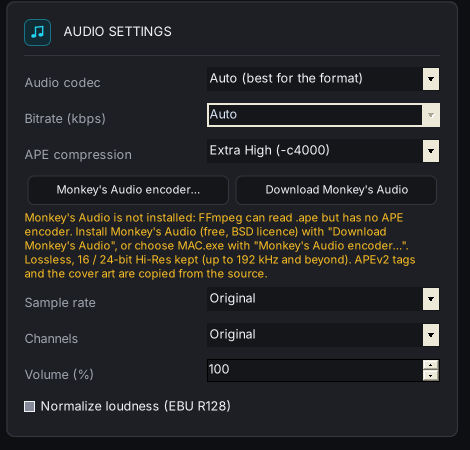 AUDIO SETTINGS
Audio codec
Auto (best for the format)
Bitrate (kbps)
Auto
APE compression
Extra High (-c4000)
Monkey's Audio encoder...
Download Monkey's Audio
Monkey's Audio is not installed: FFmpeg can read .ape but has no APE
encoder. Install Monkey's Audio (free, BSD licence) with "Download
Monkey's Audio", or choose MAC.exe with "Monkey's Audio encoder...".
Lossless, 16 / 24-bit Hi-Res kept (up to 192 kHz and beyond). APEv2 tags
and the cover art are copied from the source.
Sample rate
Original
Channels
Original
Volume (%)
100
Normalize loudness (EBU R128)